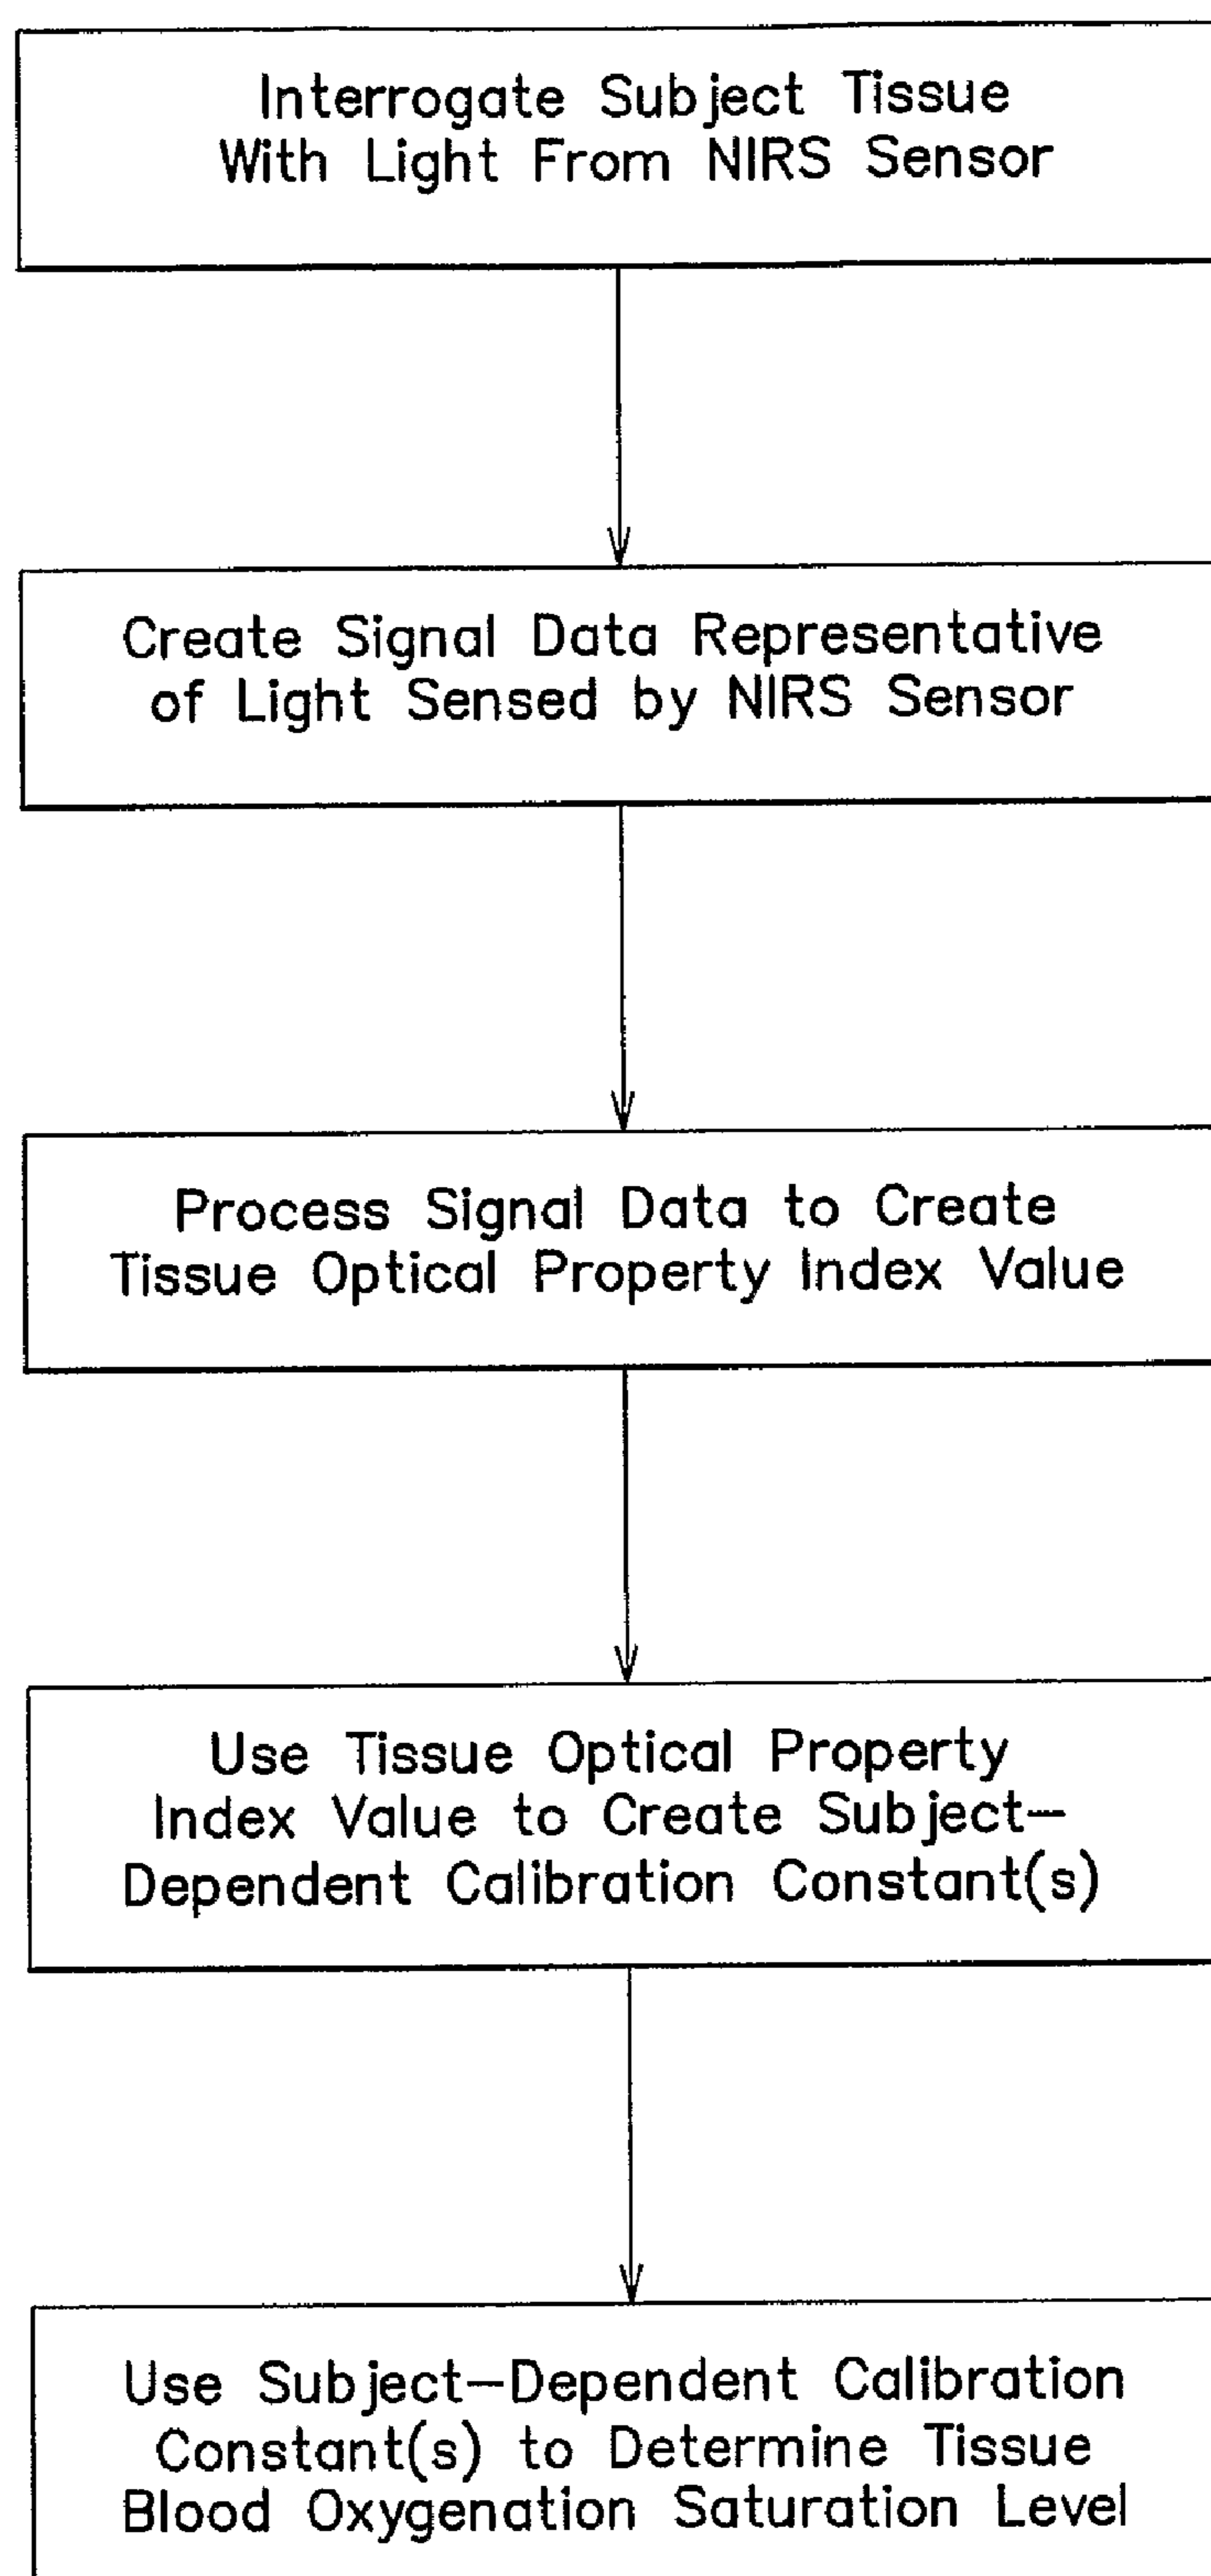 Interrogate Subject Tissue
With Light From NIRS Sensor
Create Signal Data Representative
of Light Sensed by NIRS Sensor
Process Signal Data to Create
Tissue Optical Property Index Value
Use Tissue Optical Property
Index Value to Create Subject-
Dependent Calibration Constant(s)
Use Subject-Dependent Calibration
Constant(s) to Determine Tissue
Blood Oxygenation Saturation Level